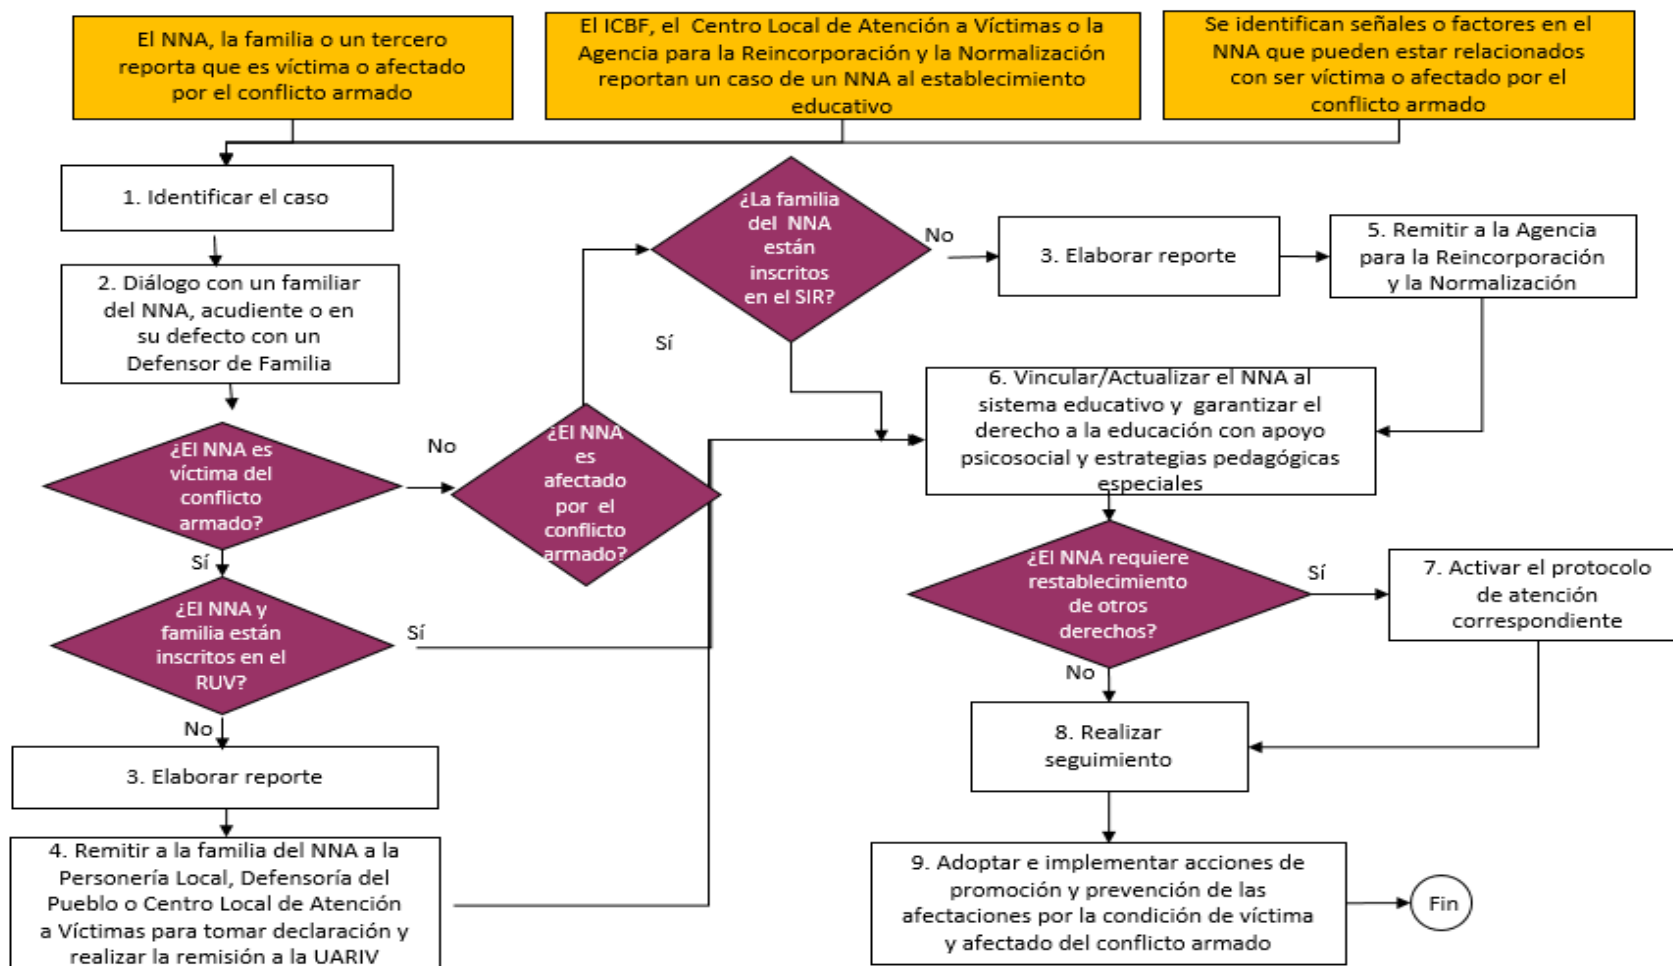 El NNA, la familia o un tercero
reporta que es víctima o afectado
por el conflicto armado
El ICBF, el Centro Local de Atención a Víctimas o la
Agencia para la Reincorporación y la Normalización
reportan un caso de un NNA al establecimiento
educativo
Se identifican señales o factores en el
NNA que pueden estar relacionados
con ser víctima o afectado por el
conflicto armado
1. Identificar el caso
2. Diálogo con un familiar
del NNA, acudiente o en
su defecto con un
Defensor de Familia
¿El NNA es
víctima del
conflicto
armado?
No
Sí
¿El NNA
es
afectado
por el
conflicto
armado?
¿La familia
del NNA
están
inscritos
en el SIR?
No
Sí
3. Elaborar reporte
5. Remitir a la Agencia
para la Reincorporación
y la Normalización
¿El NNA y
familia están
inscritos en el
RUV?
Sí
No
3. Elaborar reporte
4. Remitir a la familia del NNA a la
Personería Local, Defensoría del
Pueblo o Centro Local de Atención
a Víctimas para tomar declaración y
realizar la remisión a la UARIV
6. Vincular/Actualizar el NNA al
sistema educativo y garantizar el
derecho a la educación con apoyo
psicosocial y estrategias pedagógicas
especiales
¿El NNA requiere
restablecimiento
de otros
derechos?
Sí
No
7. Activar el protocolo
de atención
correspondiente
8. Realizar
seguimiento
9. Adoptar e implementar acciones de
promoción y prevención de las
afectaciones por la condición de víctima
y afectado del conflicto armado
Fin